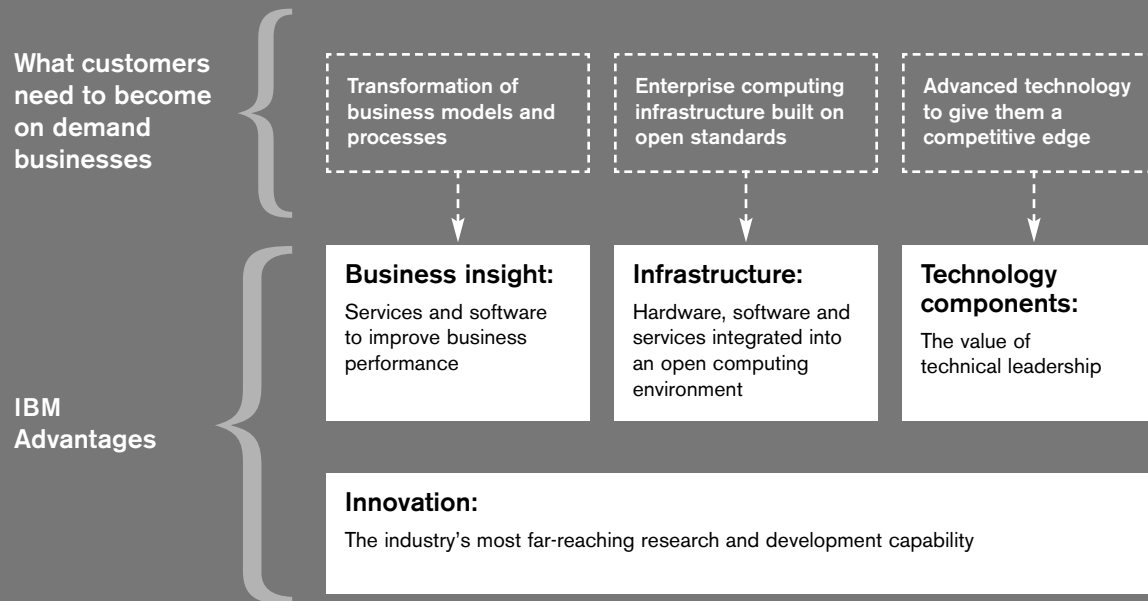 What customers
need to become
on demand
businesses
Transformation of
business models and
processes
Enterprise computing
infrastructure built on
open standards
Advanced technology
to give them a
competitive edge
IBM
Advantages
Business insight:
Services and software
to improve business
performance
Infrastructure:
Hardware, software and
services integrated into
an open computing
environment
Technology
components:
The value of
technical leadership
Innovation:
The industry’s most far-reaching research and development capability